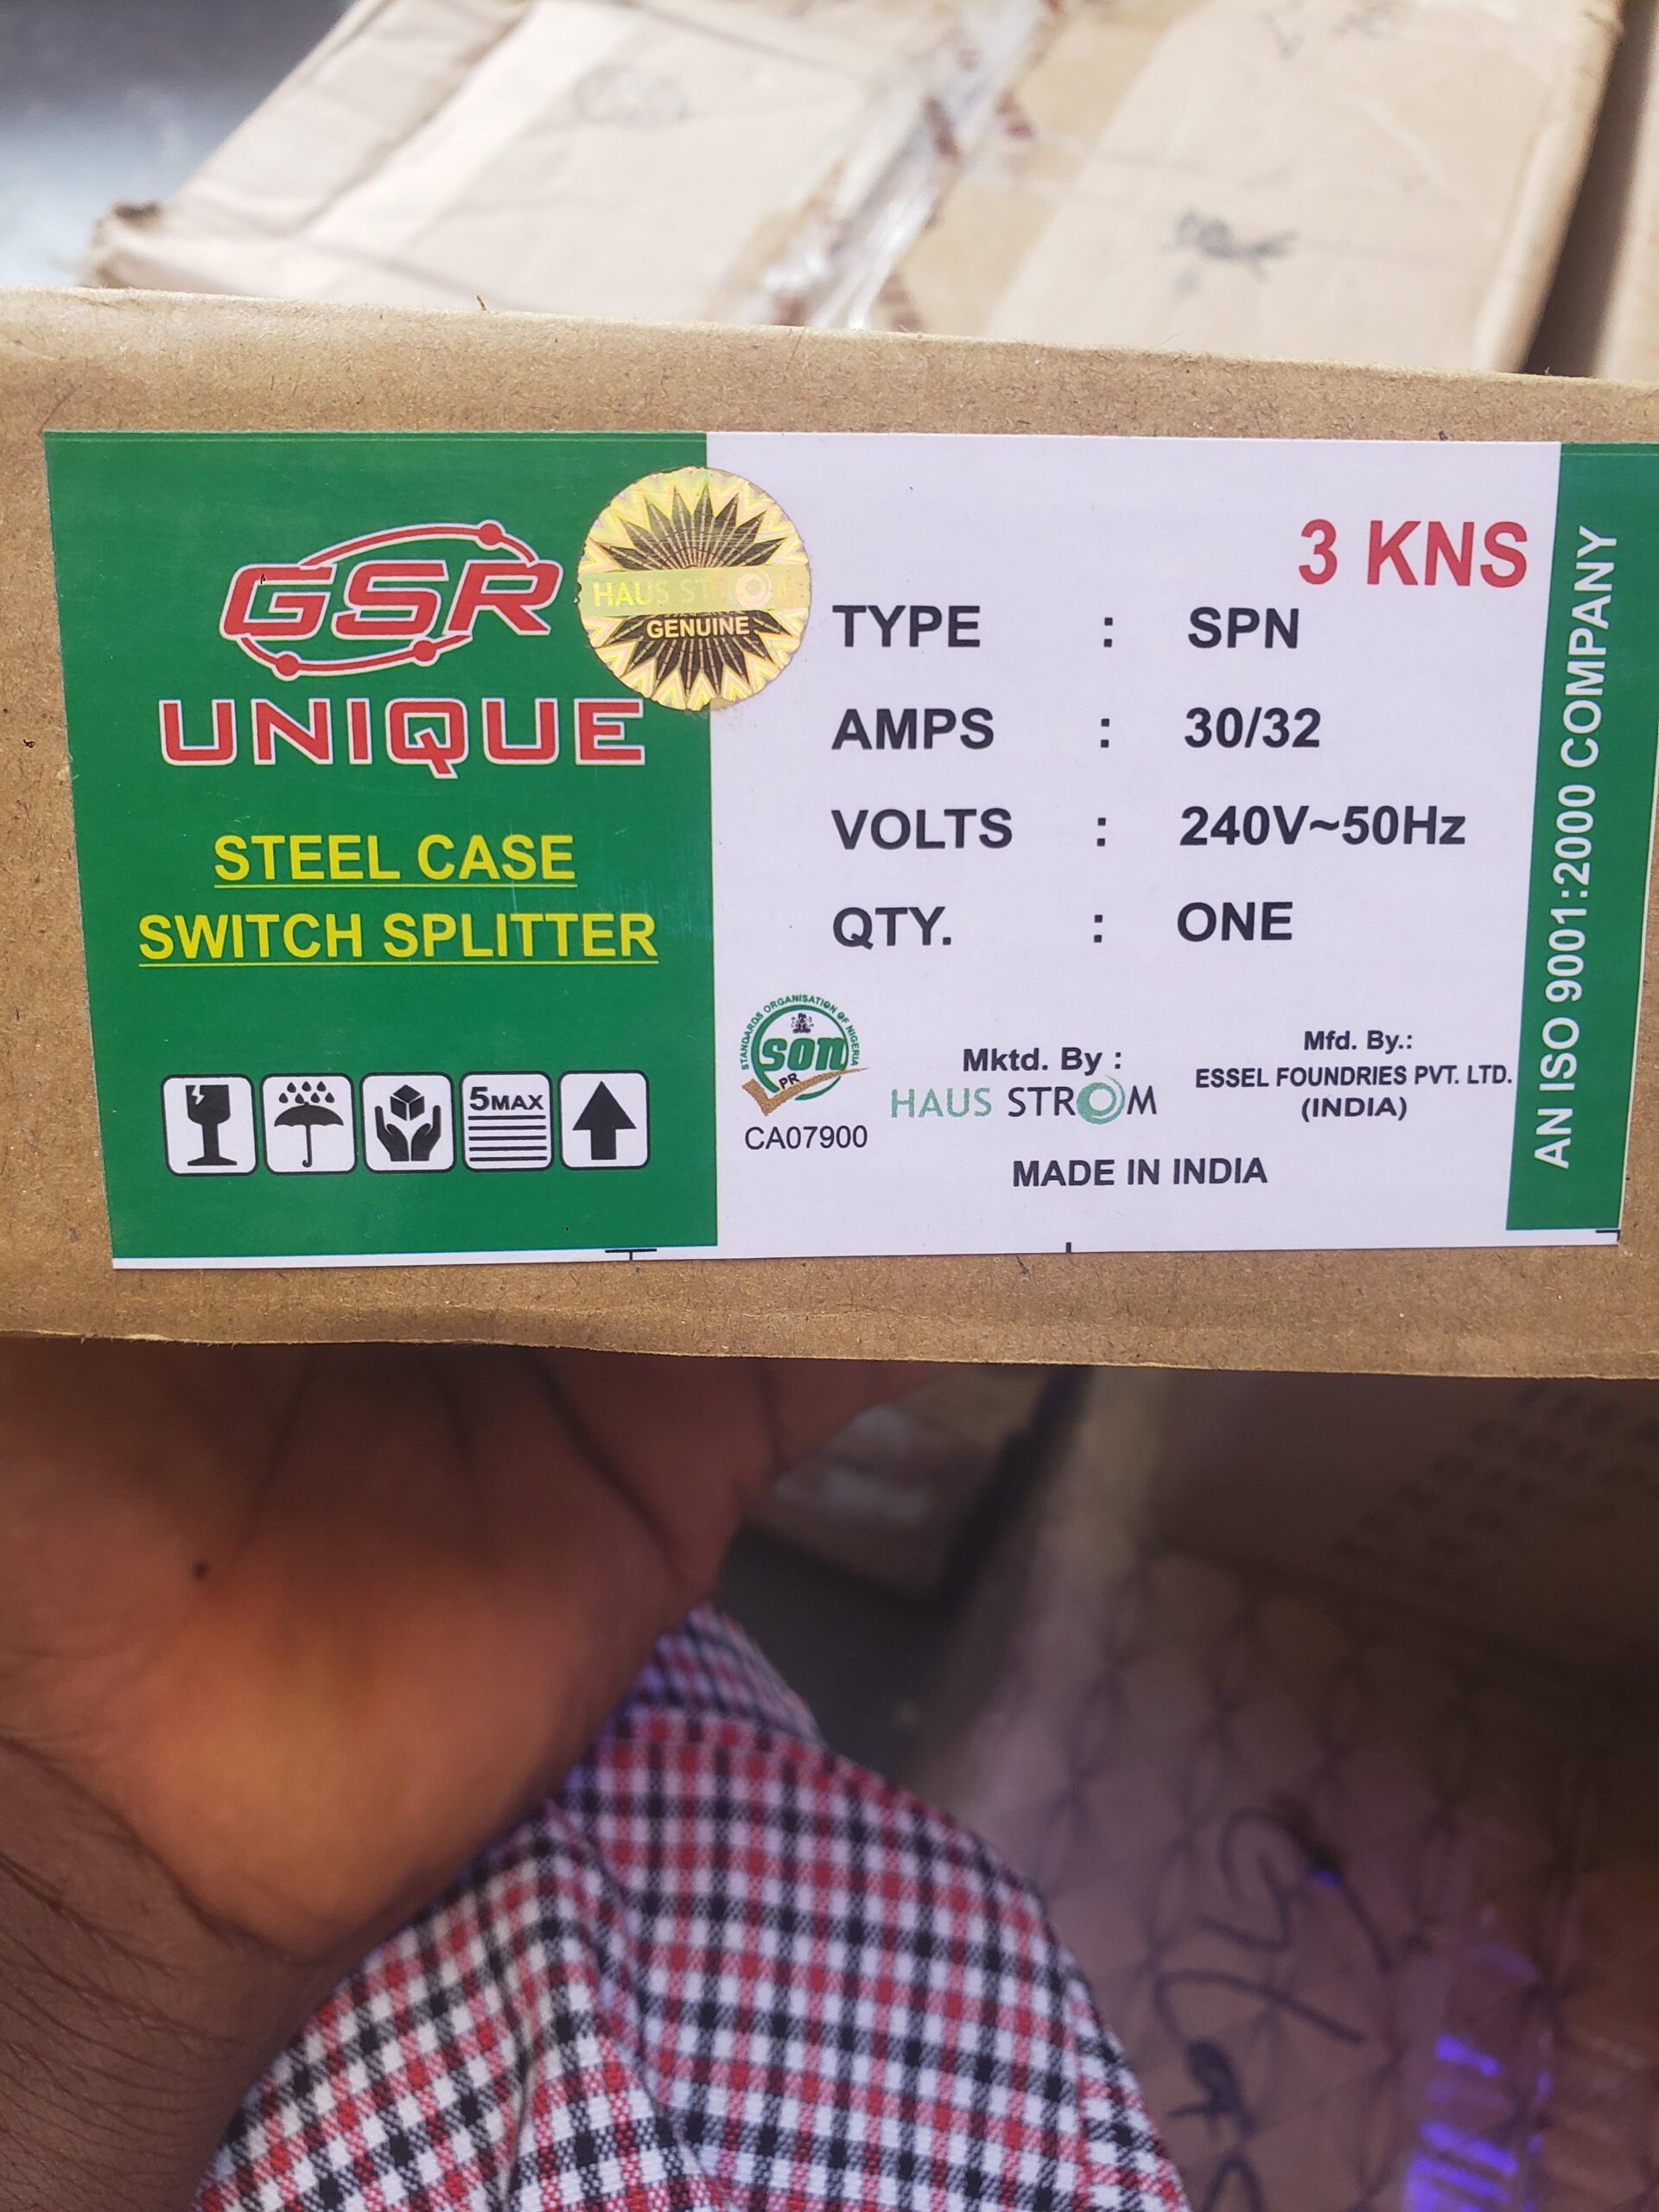 GSR
UNIQUE
STEEL CASE
SWITCH SPLITTER
5MAX
HAUS STROM
GENUINE
3 KNS
TYPE : SPN
AMPS : 30/32
VOLTS : 240V~50Hz
QTY. : ONE
STANDARDS ORGANISATION OF NIGERIA
SON
PR
CA07900
Mktd. By :
HAUS STROM
Mfd. By.:
ESSEL FOUNDRIES PVT. LTD.
(INDIA)
MADE IN INDIA
AN ISO 9001:2000 COMPANY